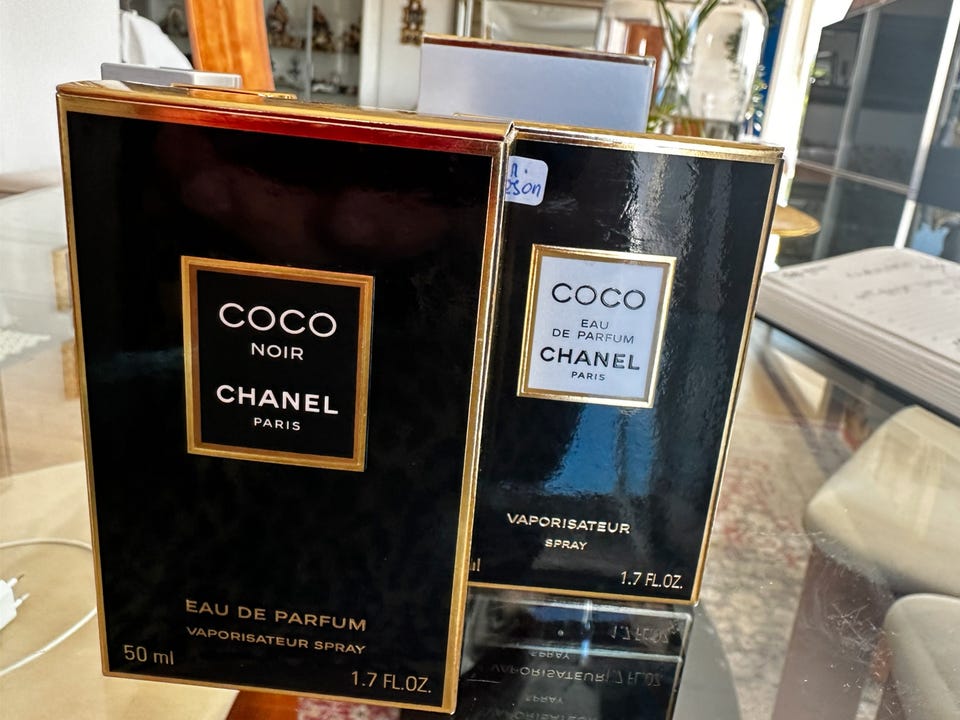 COCO
NOIR
CHANEL
PARIS
EAU DE PARFUM
VAPORISATEUR SPRAY
50 ml
1.7 FL.OZ.
COCO
EAU
DE PARFUM
CHANEL
PARIS
VAPORISATEUR
SPRAY
1.7 FL.OZ.